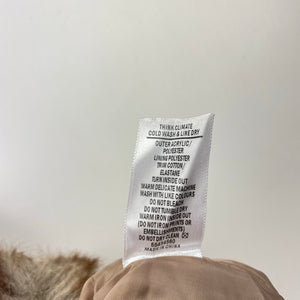 THINK CLIMATE
COLD WASH & LIKE DRY
OUTER ACRYLIC/
POLYESTER
LINING POLYESTER
TRIM COTTON/
ELASTANE
TURN INSIDE OUT
WARM DELICATE MACHINE
WASH WITH LIKE COLOURS
DO NOT BLEACH
DO NOT TUMBLE DRY
WARM IRON INSIDE OUT
(DO NOT IRON PRINTS OR
EMBELLISHMENTS)
DO NOT DRY CLEAN
MADE IN CHINA